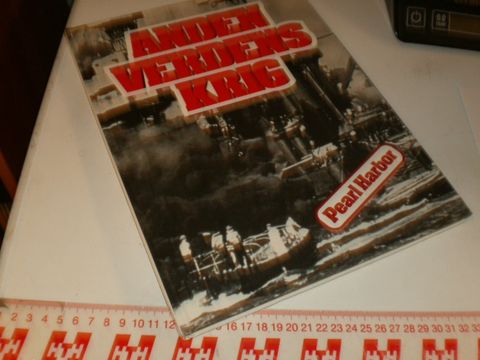 ANDEN
VERDENS
KRIG
Pearl Harbor
2 3 4 5 6 7 8 9 10 11 12 13 14 15 16 17 18 19 20 21 22 23 24 25 26 27 28 29 30 31 32 33